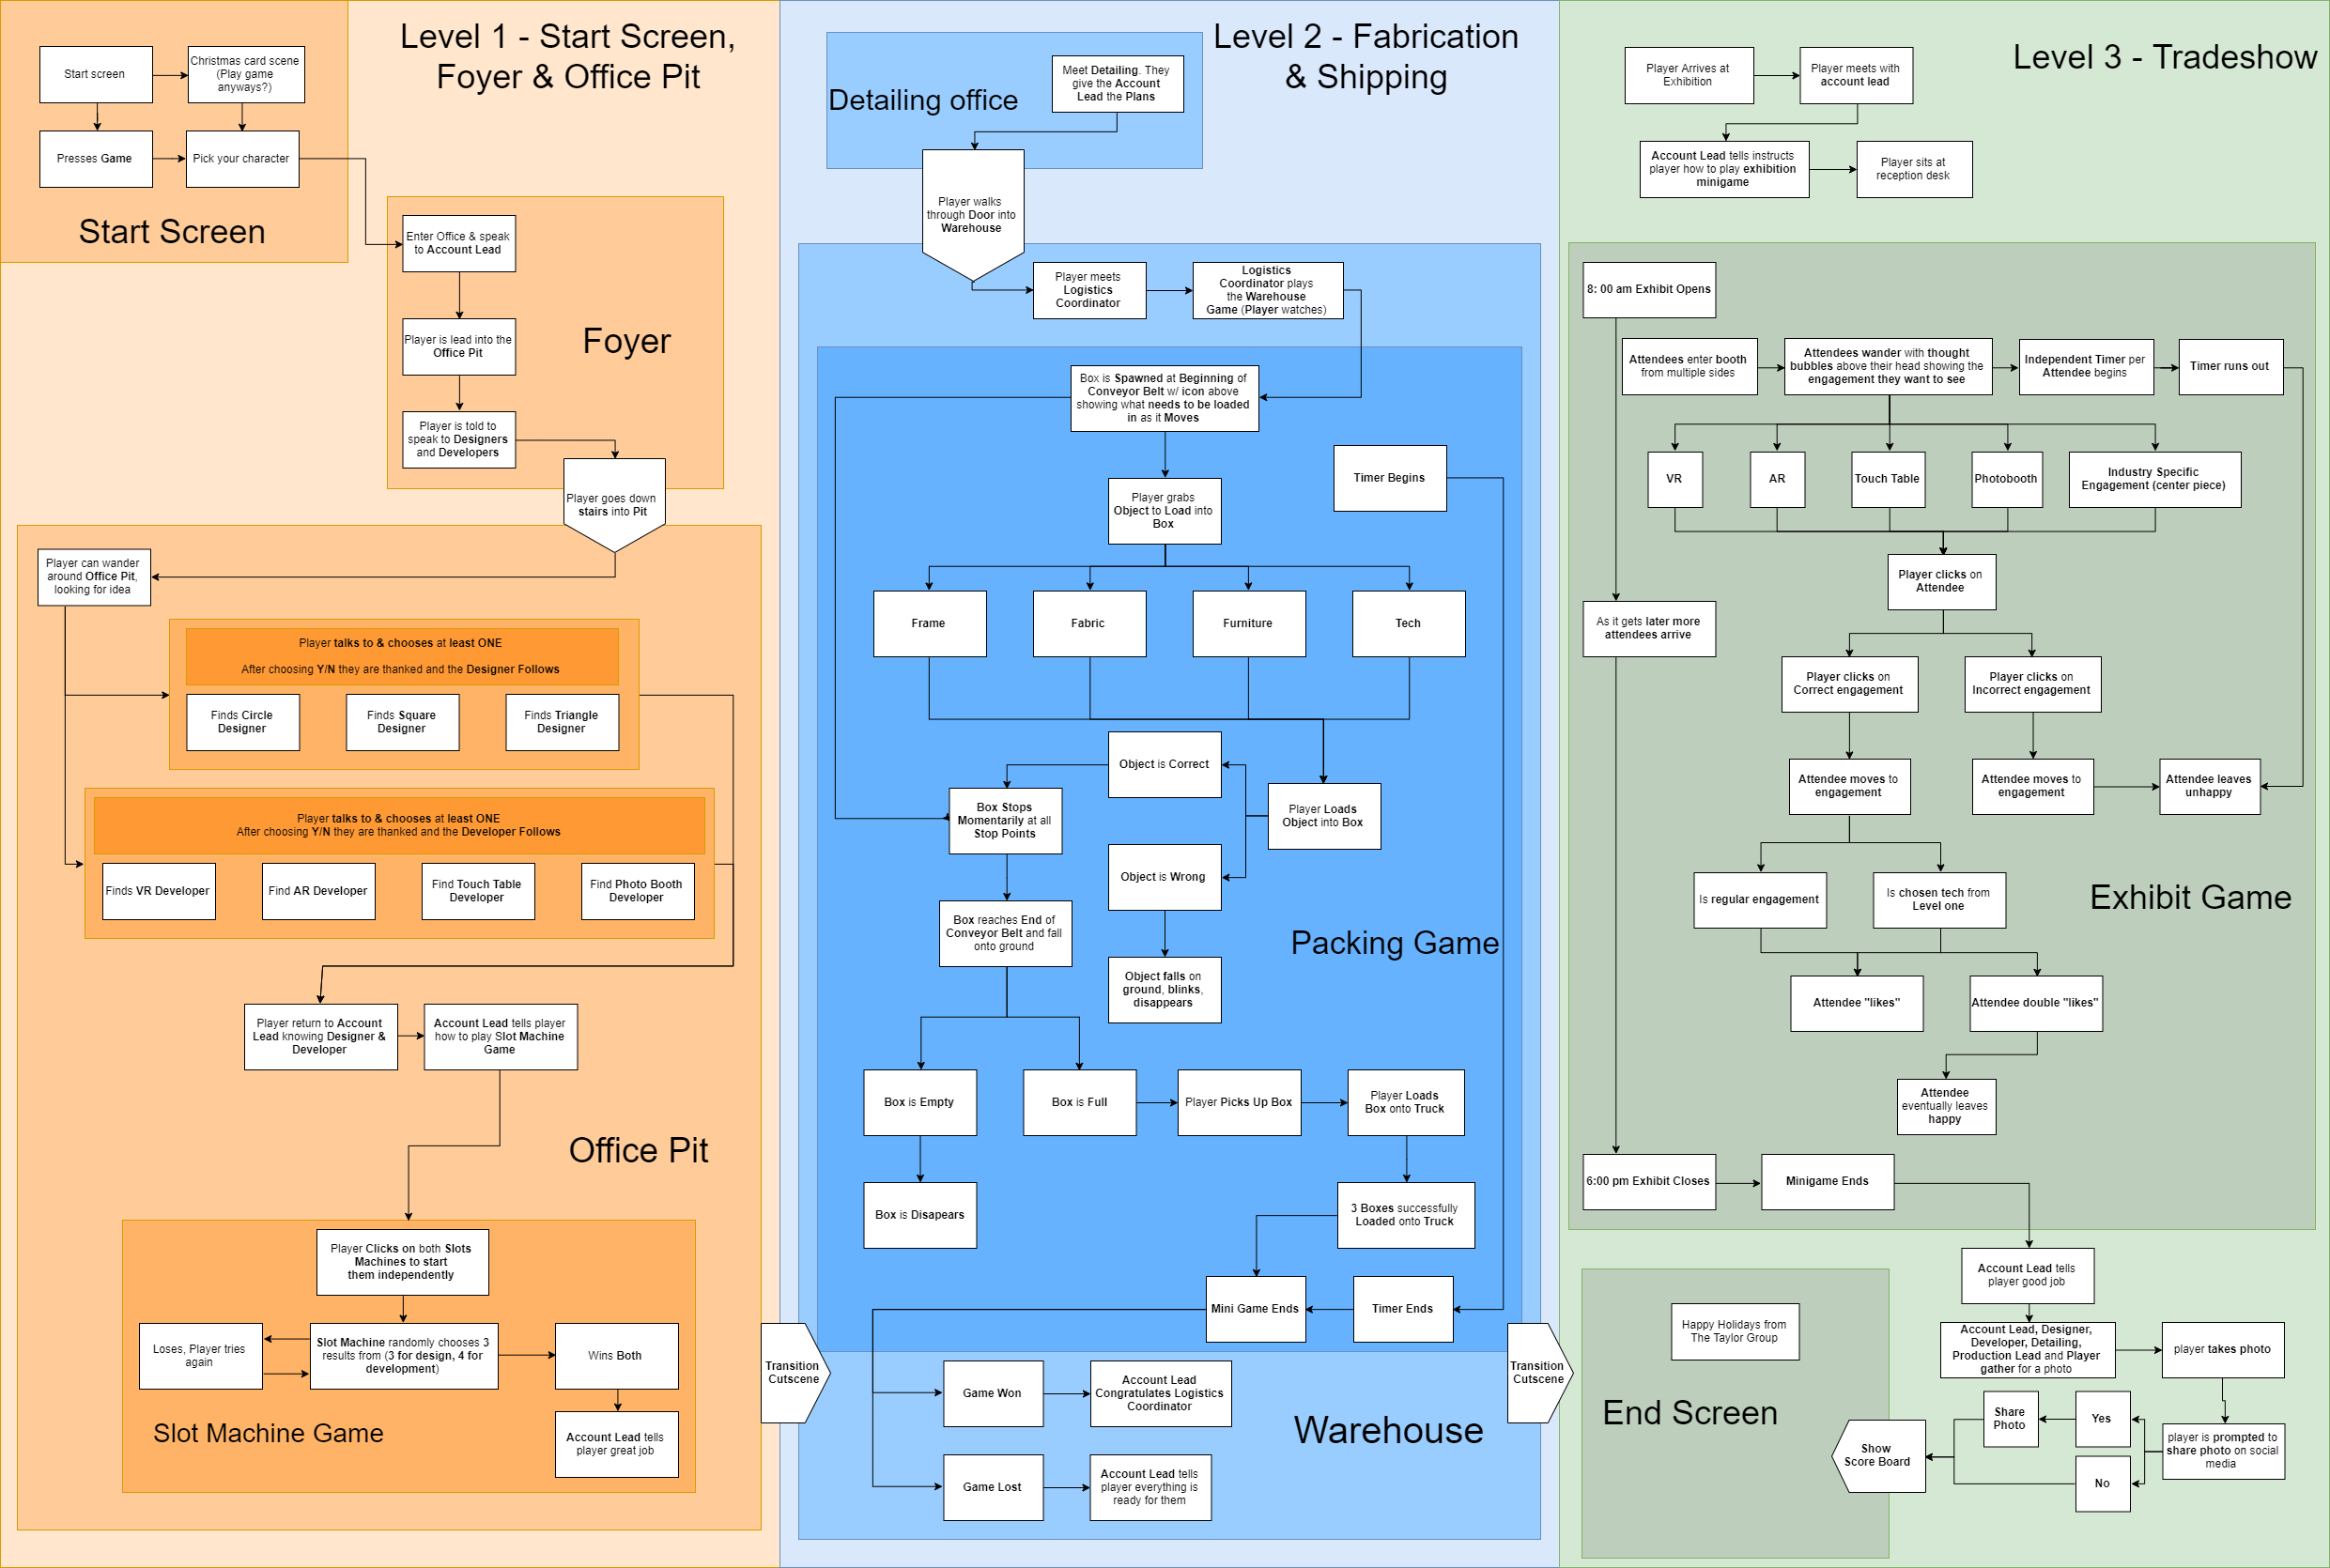 Level 1 - Start Screen,
Foyer & Office Pit
Start screen
Christmas card scene
(Play game
anyways?)
Presses Game
Pick your character
Start Screen
Enter Office & speak
to Account Lead
Player is lead into the
Office Pit
Foyer
Player is told to
speak to Designers
and Developers
Player goes down
stairs into Pit
Player can wander
around Office Pit,
looking for idea
Player talks to & chooses at least ONE
After choosing Y/N they are thanked and the Designer Follows
Finds Circle
Designer
Finds Square
Designer
Finds Triangle
Designer
Player talks to & chooses at least ONE
After choosing Y/N they are thanked and the Developer Follows
Finds VR Developer
Find AR Developer
Find Touch Table
Developer
Find Photo Booth
Developer
Player return to Account
Lead knowing Designer &
Developer
Account Lead tells player
how to play Slot Machine
Game
Office Pit
Player Clicks on both Slots
Machines to start
them independently
Loses, Player tries
again
Slot Machine randomly chooses 3
results from (3 for design, 4 for
development)
Wins Both
Account Lead tells
player great job
Slot Machine Game
Transition
Cutscene
Level 2 - Fabrication
& Shipping
Detailing office
Meet Detailing. They
give the Account
Lead the Plans
Player walks
through Door into
Warehouse
Player meets
Logistics
Coordinator
Logistics
Coordinator plays
the Warehouse
Game (Player watches)
Box is Spawned at Beginning of
Conveyor Belt w/ icon above
showing what needs to be loaded
in as it Moves
Timer Begins
Player grabs
Object to Load into
Box
Frame
Fabric
Furniture
Tech
Object is Correct
Box Stops
Momentarily at all
Stop Points
Player Loads
Object into Box
Object is Wrong
Box reaches End of
Conveyor Belt and fall
onto ground
Packing Game
Object falls on
ground, blinks,
disappears
Box is Empty
Box is Full
Player Picks Up Box
Player Loads
Box onto Truck
Box is Disapears
3 Boxes successfully
Loaded onto Truck
Mini Game Ends
Timer Ends
Game Won
Account Lead
Congratulates Logistics
Coordinator
Warehouse
Game Lost
Account Lead tells
player everything is
ready for them
Transition
Cutscene
Level 3 - Tradeshow
Player Arrives at
Exhibition
Player meets with
account lead
Account Lead tells instructs
player how to play exhibition
minigame
Player sits at
reception desk
8: 00 am Exhibit Opens
Attendees enter booth
from multiple sides
Attendees wander with thought
bubbles above their head showing the
engagement they want to see
Independent Timer per
Attendee begins
Timer runs out
VR
AR
Touch Table
Photobooth
Industry Specific
Engagement (center piece)
Player clicks on
Attendee
As it gets later more
attendees arrive
Player clicks on
Correct engagement
Player clicks on
Incorrect engagement
Attendee moves to
engagement
Attendee moves to
engagement
Attendee leaves
unhappy
Is regular engagement
Is chosen tech from
Level one
Exhibit Game
Attendee "likes"
Attendee double "likes"
Attendee
eventually leaves
happy
6:00 pm Exhibit Closes
Minigame Ends
Account Lead tells
player good job
Happy Holidays from
The Taylor Group
Account Lead, Designer,
Developer, Detailing,
Production Lead and Player
gather for a photo
player takes photo
End Screen
Share
Photo
Yes
player is prompted to
share photo on social
media
Show
Score Board
No